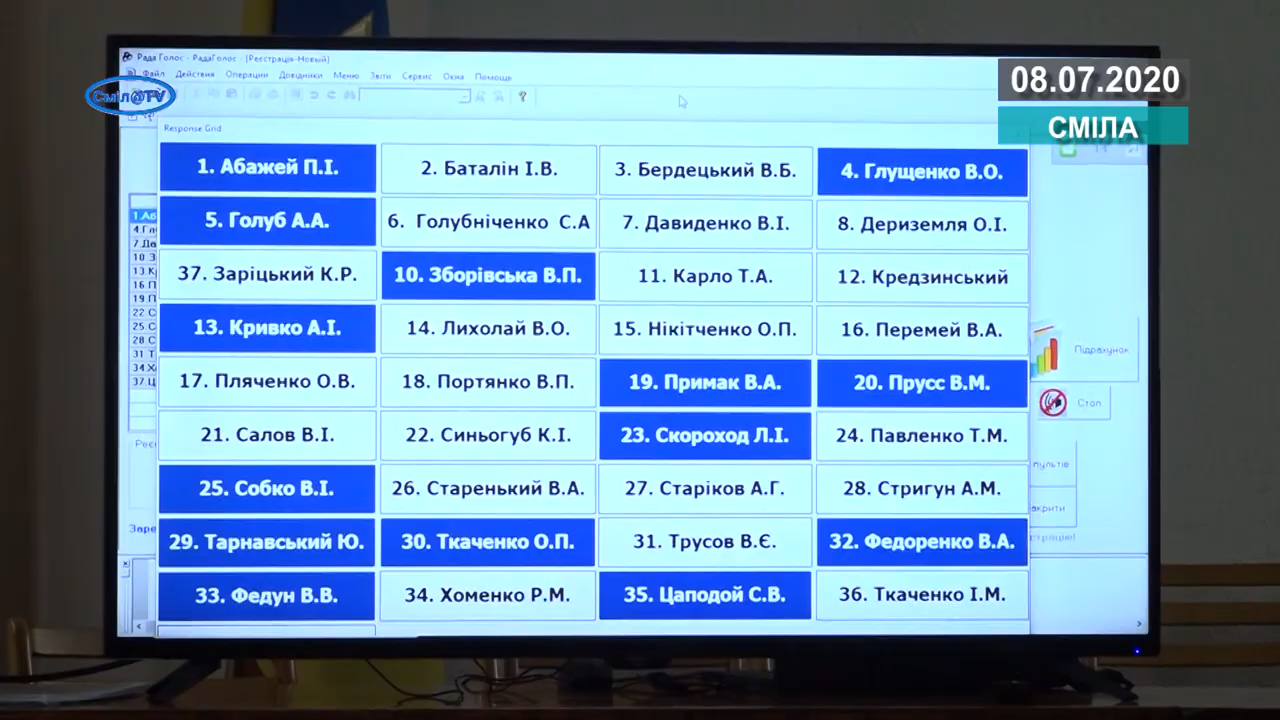 Рада Голос - РадаГолос - [Реєстрація-Новый]
08.07.2020
Файл Действия Операции Довідники Меню Звіти Сервис Окна Помощь
Сміл@TV
СМІЛА
Response Grid
1. Абажей П.І. 2. Баталін І.В. 3. Бердецький В.Б. 4. Глущенко В.О.
5. Голуб А.А. 6. Голубніченко С.А 7. Давиденко В.І. 8. Дериземля О.І.
37. Заріцький К.Р. 10. Зборівська В.П. 11. Карло Т.А. 12. Кредзинський
13. Кривко А.І. 14. Лихолай В.О. 15. Нікітченко О.П. 16. Перемей В.А.
Підрахунок
17. Пляченко О.В. 18. Портянко В.П. 19. Примак В.А. 20. Прусс В.М.
Стоп
21. Салов В.І. 22. Синьогуб К.І. 23. Скороход Л.І. 24. Павленко Т.М.
25. Собко В.І. 26. Старенький В.А. 27. Старіков А.Г. 28. Стригун А.М.
29. Тарнавський Ю. 30. Ткаченко О.П. 31. Трусов В.Є. 32. Федоренко В.А.
33. Федун В.В. 34. Хоменко Р.М. 35. Цаподой С.В. 36. Ткаченко І.М.